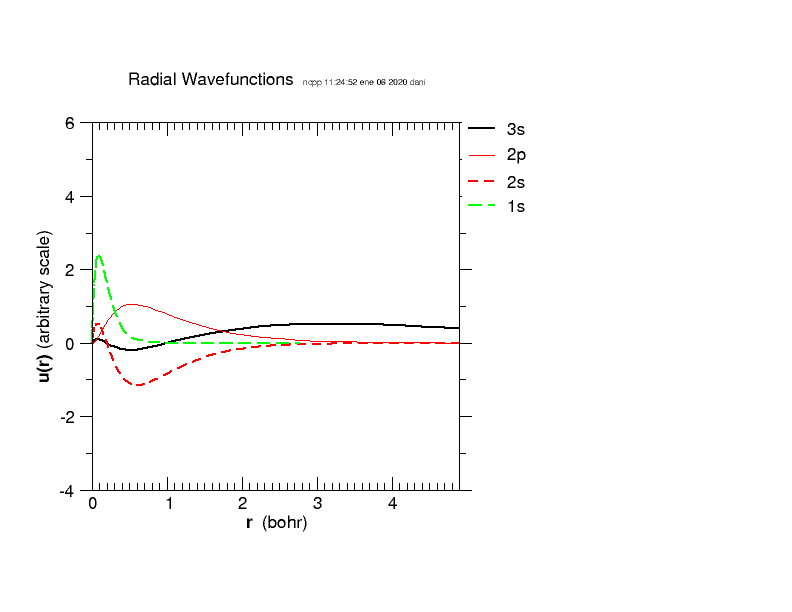 Radial Wavefunctions ncpp 11:24:52 ene 06 2020 dani
6
4
2
0
-2
-4
u(r) (arbitrary scale)
0 1 2 3 4
r (bohr)
3s
2p
2s
1s